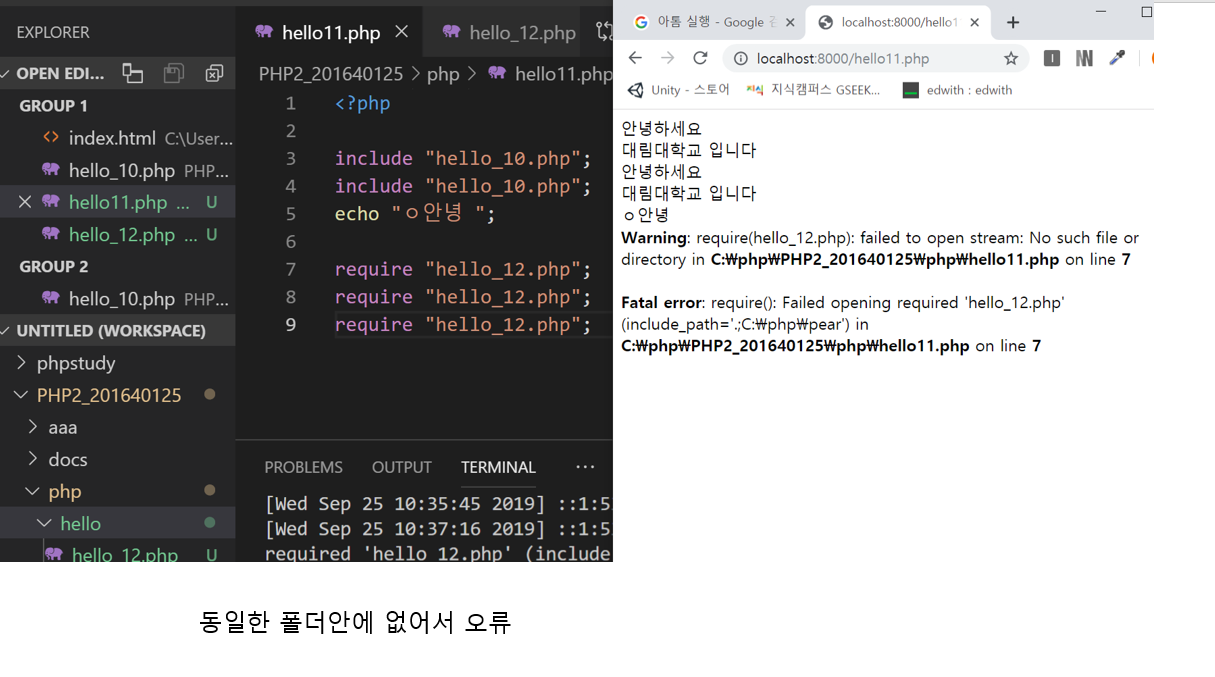 EXPLORER
OPEN EDI...
GROUP 1
index.html C:\User...
hello_10.php PHP...
hello11.php ... U
hello_12.php ... U
GROUP 2
hello_10.php PHP...
UNTITLED (WORKSPACE)
phpstudy
PHP2_201640125
aaa
docs
php
hello
hello_12.php U
hello11.php
hello_12.php
PHP2_201640125 > php > hello11.php
1 <?php
2
3 include "hello_10.php";
4 include "hello_10.php";
5 echo "ㅇ안녕 ";
6
7 require "hello_12.php";
8 require "hello_12.php";
9 require "hello_12.php";
PROBLEMS OUTPUT TERMINAL ...
[Wed Sep 25 10:35:45 2019] ::1:5
[Wed Sep 25 10:37:16 2019] ::1:5
required 'hello_12.php' (include
아톰 실행 - Google
localhost:8000/hello1
localhost:8000/hello11.php
Unity - 스토어
지식캠퍼스 GSEEK...
edwith : edwith
안녕하세요
대림대학교 입니다
안녕하세요
대림대학교 입니다
ㅇ안녕
Warning: require(hello_12.php): failed to open stream: No such file or
directory in C:₩php₩PHP2_201640125₩php₩hello11.php on line 7
Fatal error: require(): Failed opening required 'hello_12.php'
(include_path='.;C:₩php₩pear') in
C:₩php₩PHP2_201640125₩php₩hello11.php on line 7
동일한 폴더안에 없어서 오류